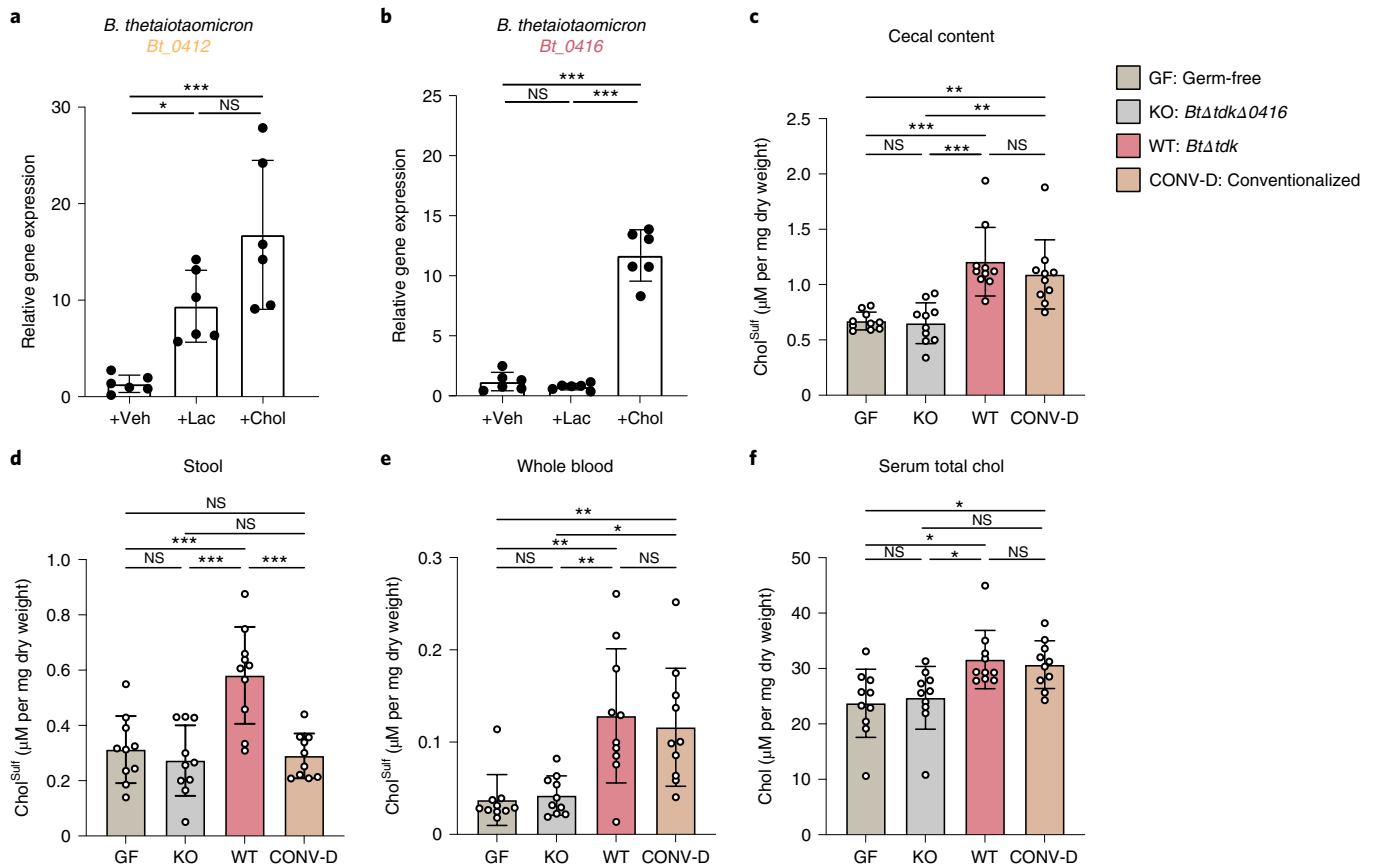 a
B. thetaiotaomicron
Bt_0412
***
* NS
30
20
10
0
Relative gene expression
+Veh +Lac +Chol
b
B. thetaiotaomicron
Bt_0416
***
NS ***
25
20
15
10
5
0
Relative gene expression
+Veh +Lac +Chol
c
Cecal content
**
**
***
NS *** NS
2.5
2.0
1.5
1.0
0.5
0
Chol^Sulf (μM per mg dry weight)
GF KO WT CONV-D
GF: Germ-free
KO: BtΔtdkΔ0416
WT: BtΔtdk
CONV-D: Conventionalized
d
Stool
NS
NS
***
NS *** ***
1.0
0.8
0.6
0.4
0.2
0
Chol^Sulf (μM per mg dry weight)
GF KO WT CONV-D
e
Whole blood
**
*
**
NS ** NS
0.3
0.2
0.1
0
Chol^Sulf (μM per mg dry weight)
GF KO WT CONV-D
f
Serum total chol
*
NS
*
NS * NS
50
40
30
20
10
0
Chol (μM per mg dry weight)
GF KO WT CONV-D